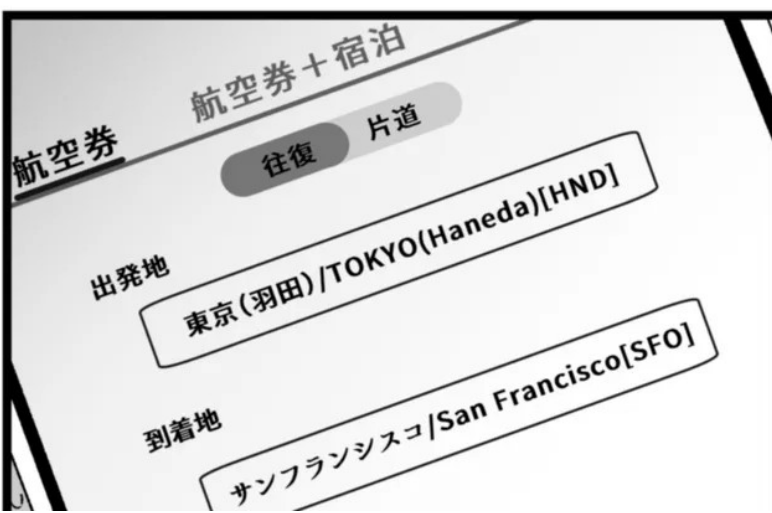 航空券
航空券＋宿泊
往復
片道
出発地
東京(羽田)/TOKYO(Haneda)[HND]
到着地
サンフランシスコ/San Francisco[SFO]